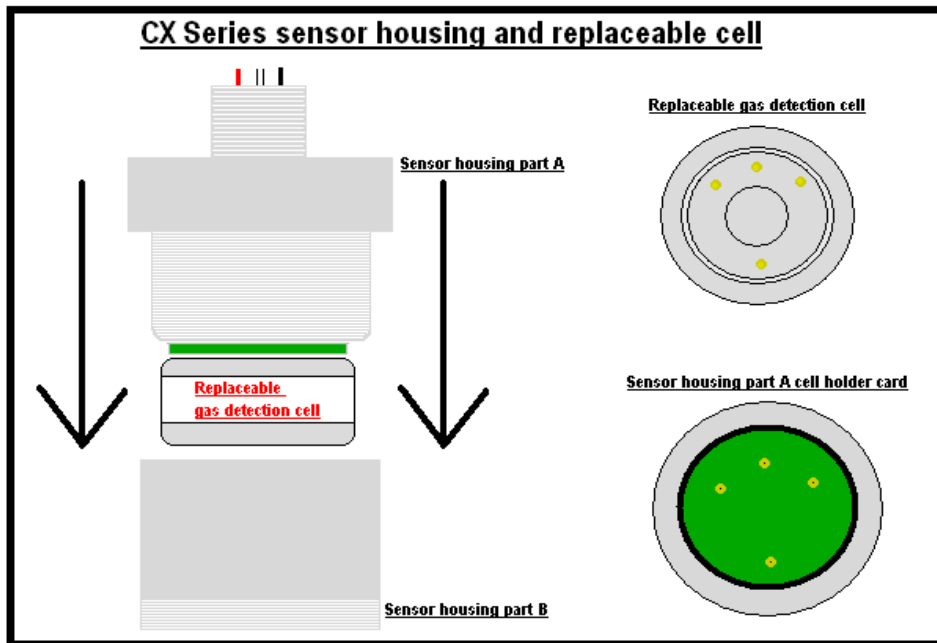 CX Series sensor housing and replaceable cell
Replaceable gas detection cell
Sensor housing part A
Replaceable
gas detection cell
Sensor housing part A cell holder card
Sensor housing part B